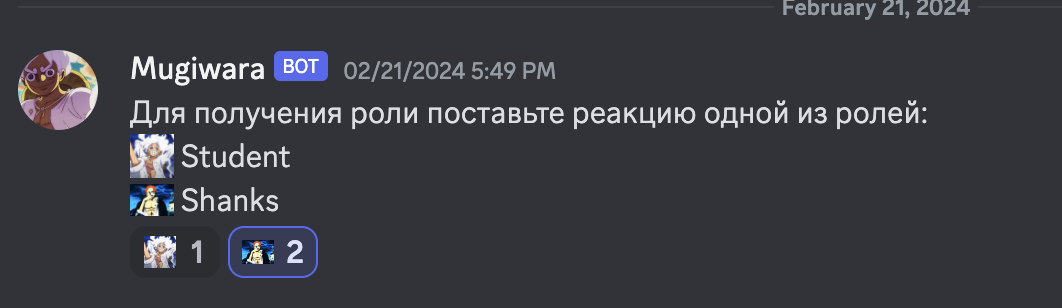 February 21, 2024
Mugiwara BOT 02/21/2024 5:49 PM
Для получения роли поставьте реакцию одной из ролей:
Student
Shanks
1 2